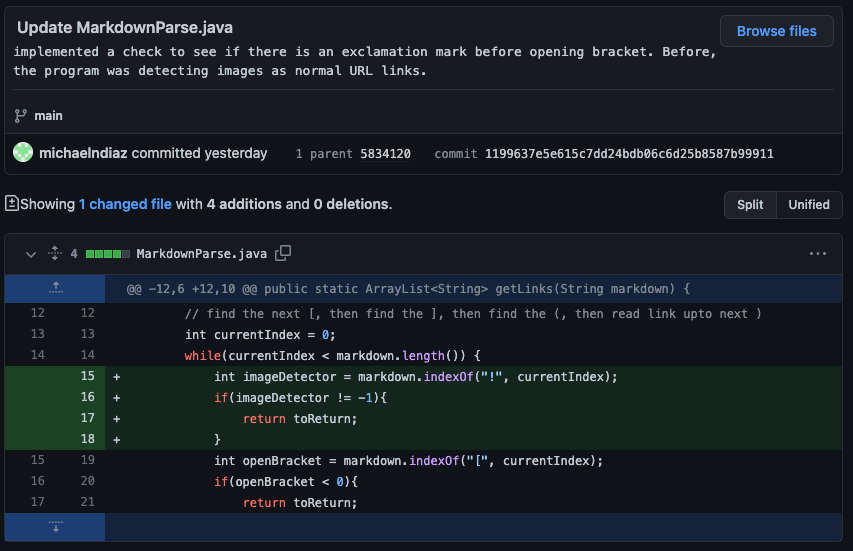 Update MarkdownParse.java
Browse files
implemented a check to see if there is an exclamation mark before opening bracket. Before,
the program was detecting images as normal URL links.
main
michaelndiaz committed yesterday 1 parent 5834120 commit 1199637e5e615c7dd24bdb06c6d25b8587b99911
Showing 1 changed file with 4 additions and 0 deletions.
Split Unified
4 MarkdownParse.java
@@ -12,6 +12,10 @@ public static ArrayList<String> getLinks(String markdown) {
12 12 // find the next [, then find the ], then find the (, then read link upto next )
13 13 int currentIndex = 0;
14 14 while(currentIndex < markdown.length()) {
15 + int imageDetector = markdown.indexOf("!", currentIndex);
16 + if(imageDetector != -1){
17 + return toReturn;
18 + }
15 19 int openBracket = markdown.indexOf("[", currentIndex);
16 20 if(openBracket < 0){
17 21 return toReturn;